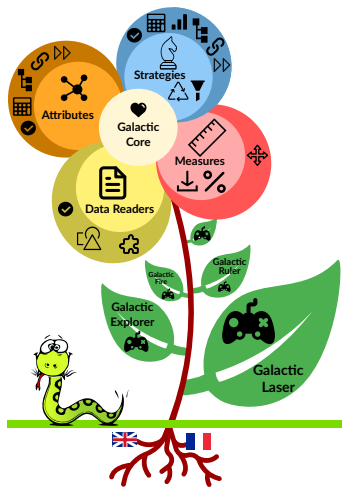 Strategies
Attributes
Galactic
Core
Measures
Data Readers
Galactic
Ruler
Galactic
Fire
Galactic
Explorer
Galactic
Laser